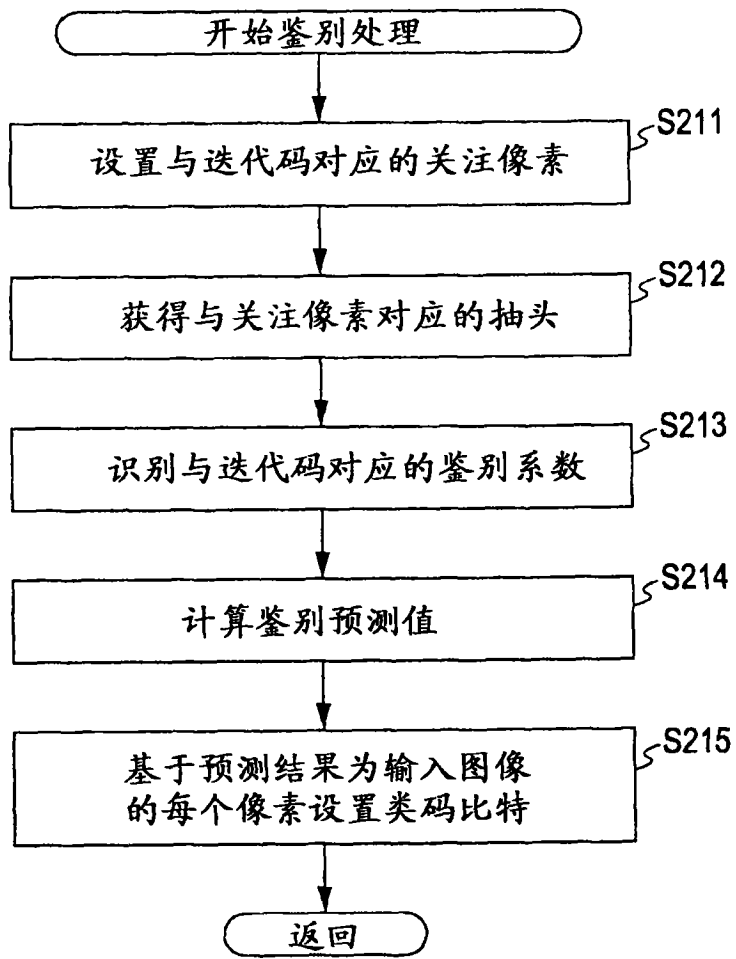 开始鉴别处理
S211
设置与迭代码对应的关注像素
S212
获得与关注像素对应的抽头
S213
识别与迭代码对应的鉴别系数
S214
计算鉴别预测值
S215
基于预测结果为输入图像
的每个像素设置类码比特
返回